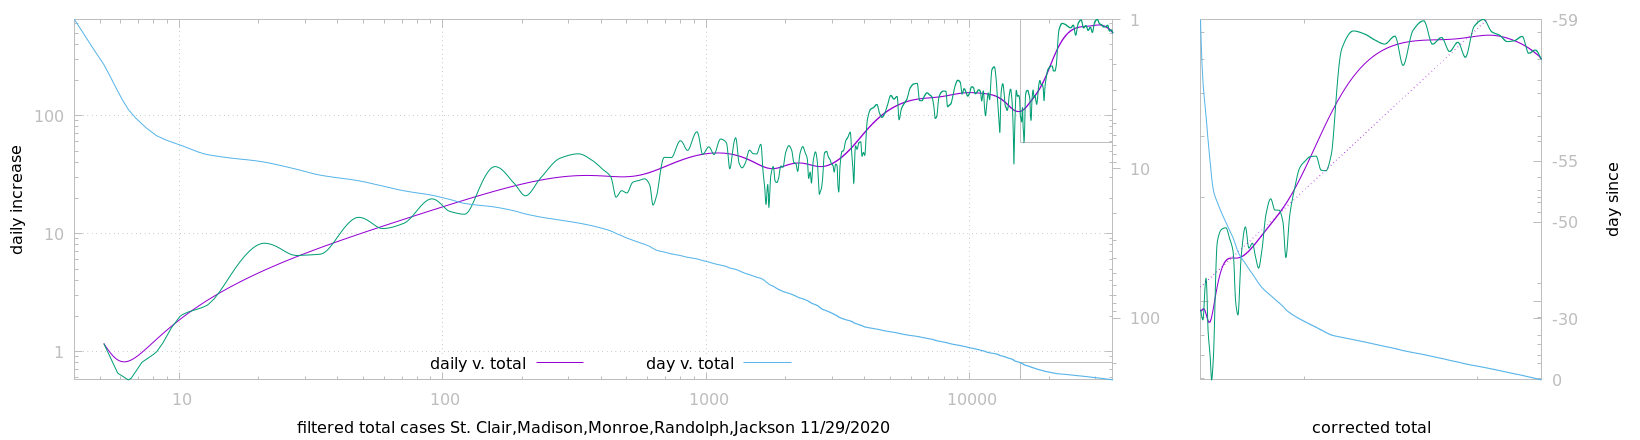 1
-59
100
10
-55
-50
10
daily increase
day since
100
-30
1
daily v. total
day v. total
0
10
100
1000
10000
filtered total cases St. Clair,Madison,Monroe,Randolph,Jackson 11/29/2020
corrected total